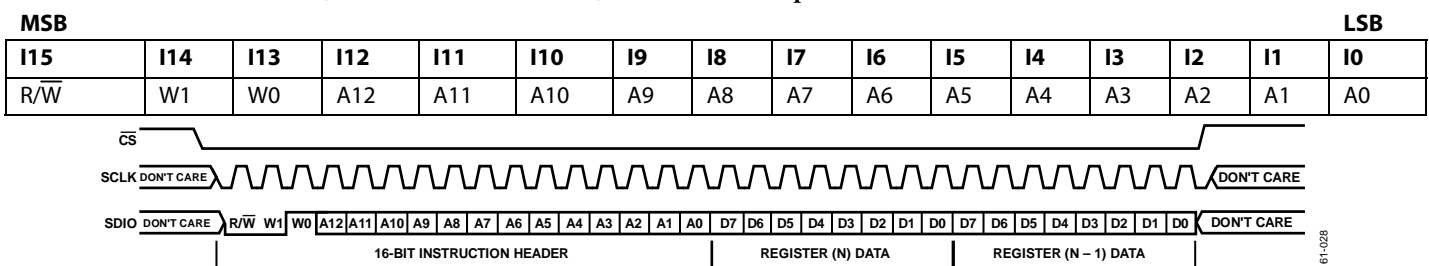 MSB LSB
I15 I14 I13 I12 I11 I10 I9 I8 I7 I6 I5 I4 I3 I2 I1 I0
R/W̅ W1 W0 A12 A11 A10 A9 A8 A7 A6 A5 A4 A3 A2 A1 A0
C̅S̅
SCLK DON'T CARE DON'T CARE
SDIO DON'T CARE R/W̅ W1 W0 A12 A11 A10 A9 A8 A7 A6 A5 A4 A3 A2 A1 A0 D7 D6 D5 D4 D3 D2 D1 D0 D7 D6 D5 D4 D3 D2 D1 D0 DON'T CARE
16-BIT INSTRUCTION HEADER REGISTER (N) DATA REGISTER (N – 1) DATA
61-028